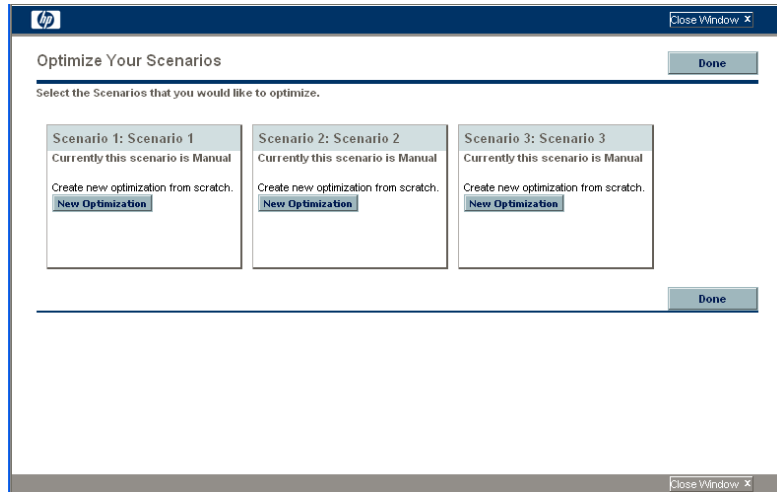 hp
Close Window x
Optimize Your Scenarios
Done
Select the Scenarios that you would like to optimize.
Scenario 1: Scenario 1
Currently this scenario is Manual
Create new optimization from scratch.
New Optimization
Scenario 2: Scenario 2
Currently this scenario is Manual
Create new optimization from scratch.
New Optimization
Scenario 3: Scenario 3
Currently this scenario is Manual
Create new optimization from scratch.
New Optimization
Done
Close Window x